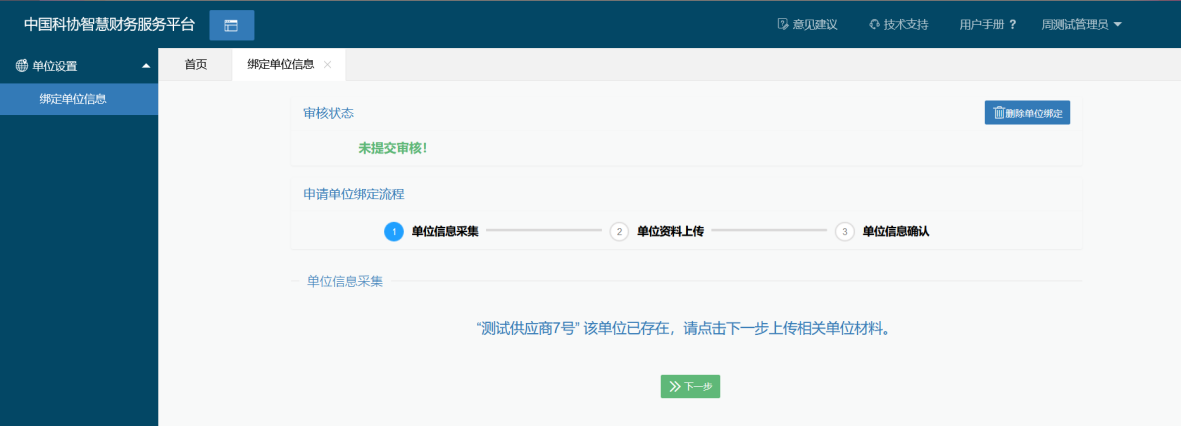 中国科协智慧财务服务平台
意见建议 技术支持 用户手册 ? 周测试管理员
单位设置
首页 绑定单位信息 ×
绑定单位信息
审核状态
删除单位绑定
未提交审核！
申请单位绑定流程
1 单位信息采集 2 单位资料上传 3 单位信息确认
单位信息采集
“测试供应商7号” 该单位已存在，请点击下一步上传相关单位材料。
下一步